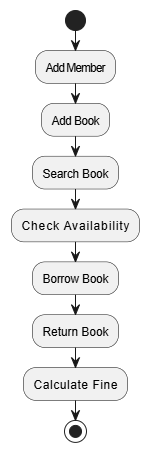 Add Member
Add Book
Search Book
Check Availability
Borrow Book
Return Book
Calculate Fine